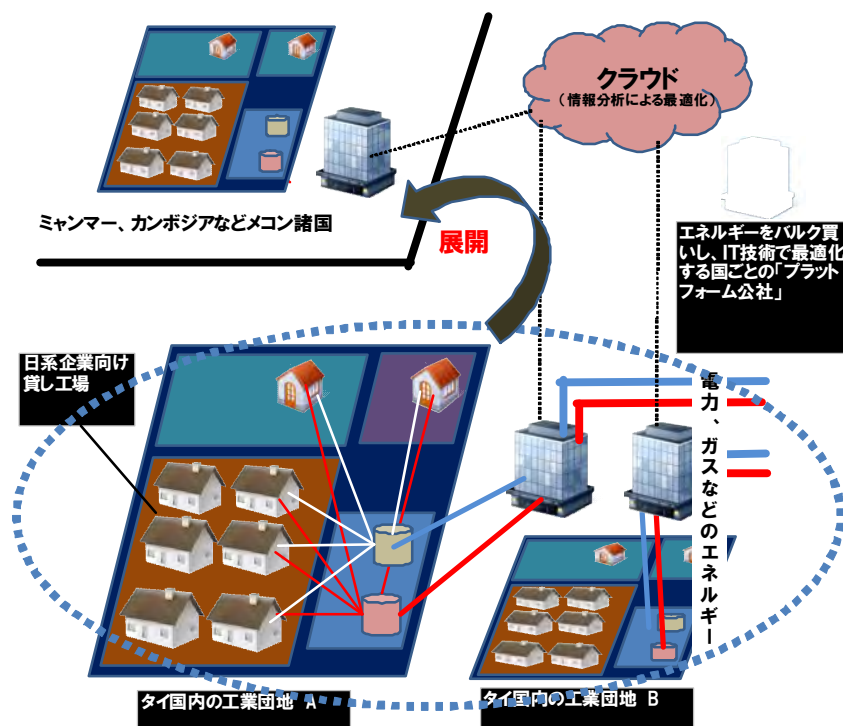 クラウド
（情報分析による最適化）
ミャンマー、カンボジアなどメコン諸国
展開
エネルギーをバルク買
いし、IT技術で最適化
する国ごとの「プラット
フォーム公社」
日系企業向け
貸し工場
電力、ガスなどのエネルギー
タイ国内の工業団地 A
タイ国内の工業団地 B